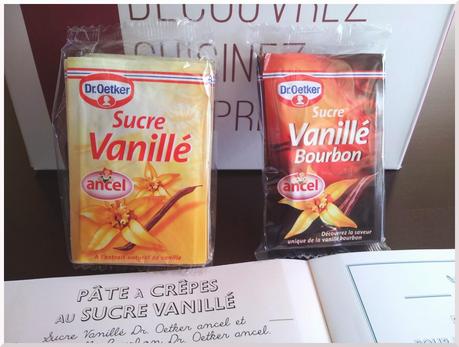 DÉCOUVREZ
CUISINEZ
Dr.Oetker
Sucre
Vanillé
ancel
A l'extrait naturel de vanille
Dr.Oetker
Sucre
Vanillé
Bourbon
ancel
Découvrez la saveur
unique de la vanille bourbon
PÂTE À CRÊPES
AU SUCRE VANILLÉ
Sucre Vanillé Dr. Oetker ancel et
Dr. Oetker ancel.